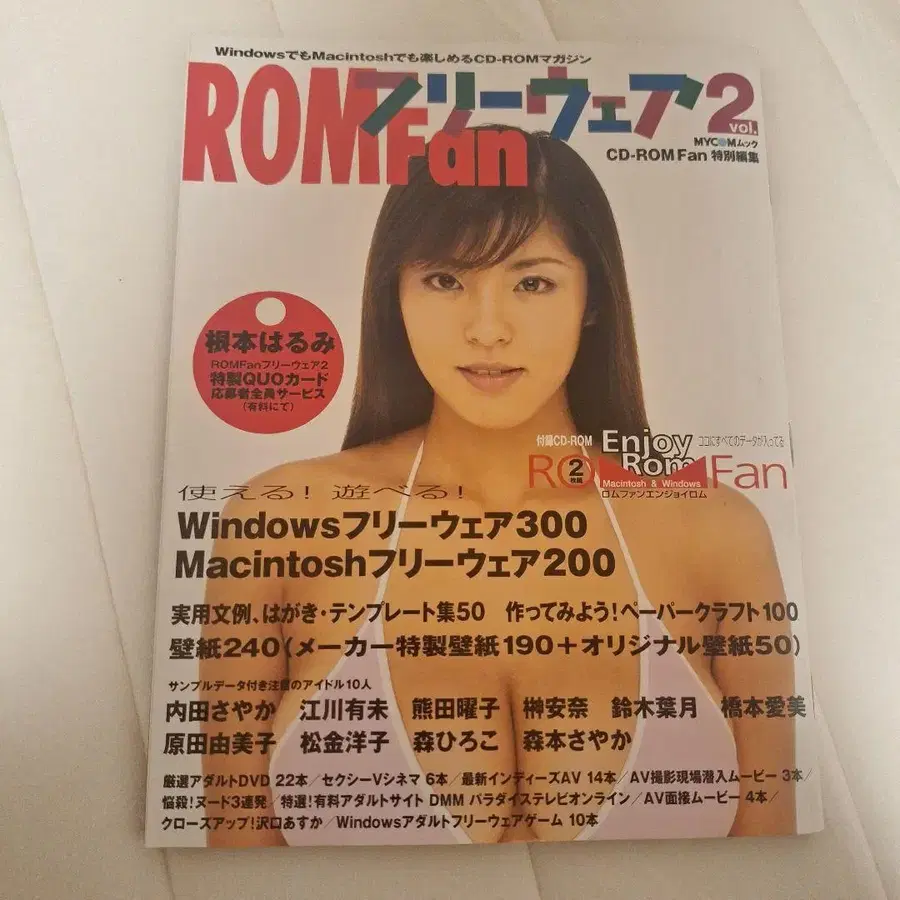 WindowsでもMacintoshでも楽しめるCD-ROMマガジン
ROMFan フリーウェア2
vol.
MYCOMムック
CD-ROM Fan 特別編集
根本はるみ
ROMFanフリーウェア2
特製QUOカード
応募者全員サービス
(有料にて)
付録CD-ROM
2枚組
Enjoy
Rom
ココにすべてのデータが入ってる
ROM Fan
Macintosh & Windows
ロムファンエンジョイロム
使える! 遊べる!
Windowsフリーウェア300
Macintoshフリーウェア200
実用文例、はがき・テンプレート集50 作ってみよう!ペーパークラフト100
壁紙240(メーカー特製壁紙190+オリジナル壁紙50)
サンプルデータ付き注目のアイドル10人
内田さやか 江川有未 熊田曜子 榊安奈 鈴木葉月 橋本愛美
原田由美子 松金洋子 森ひろこ 森本さやか
厳選アダルトDVD 22本/セクシーVシネマ 6本/最新インディーズAV 14本/AV撮影現場潜入ムービー 3本/
悩殺!ヌード3連発/特選!有料アダルトサイト DMM パラダイステレビオンライン/AV面接ムービー 4本/
クローズアップ!沢口あすか/Windowsアダルトフリーウェアゲーム 10本